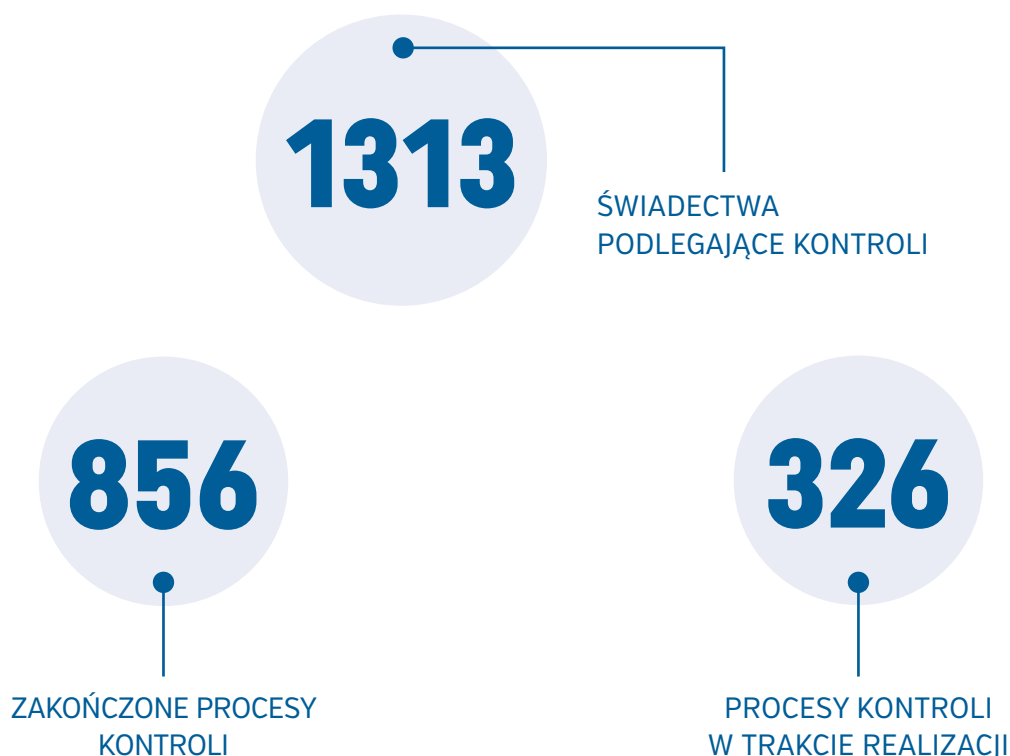 1313
ŚWIADECTWA
PODLEGAJĄCE KONTROLI
856
326
ZAKOŃCZONE PROCESY
KONTROLI
PROCESY KONTROLI
W TRAKCIE REALIZACJI